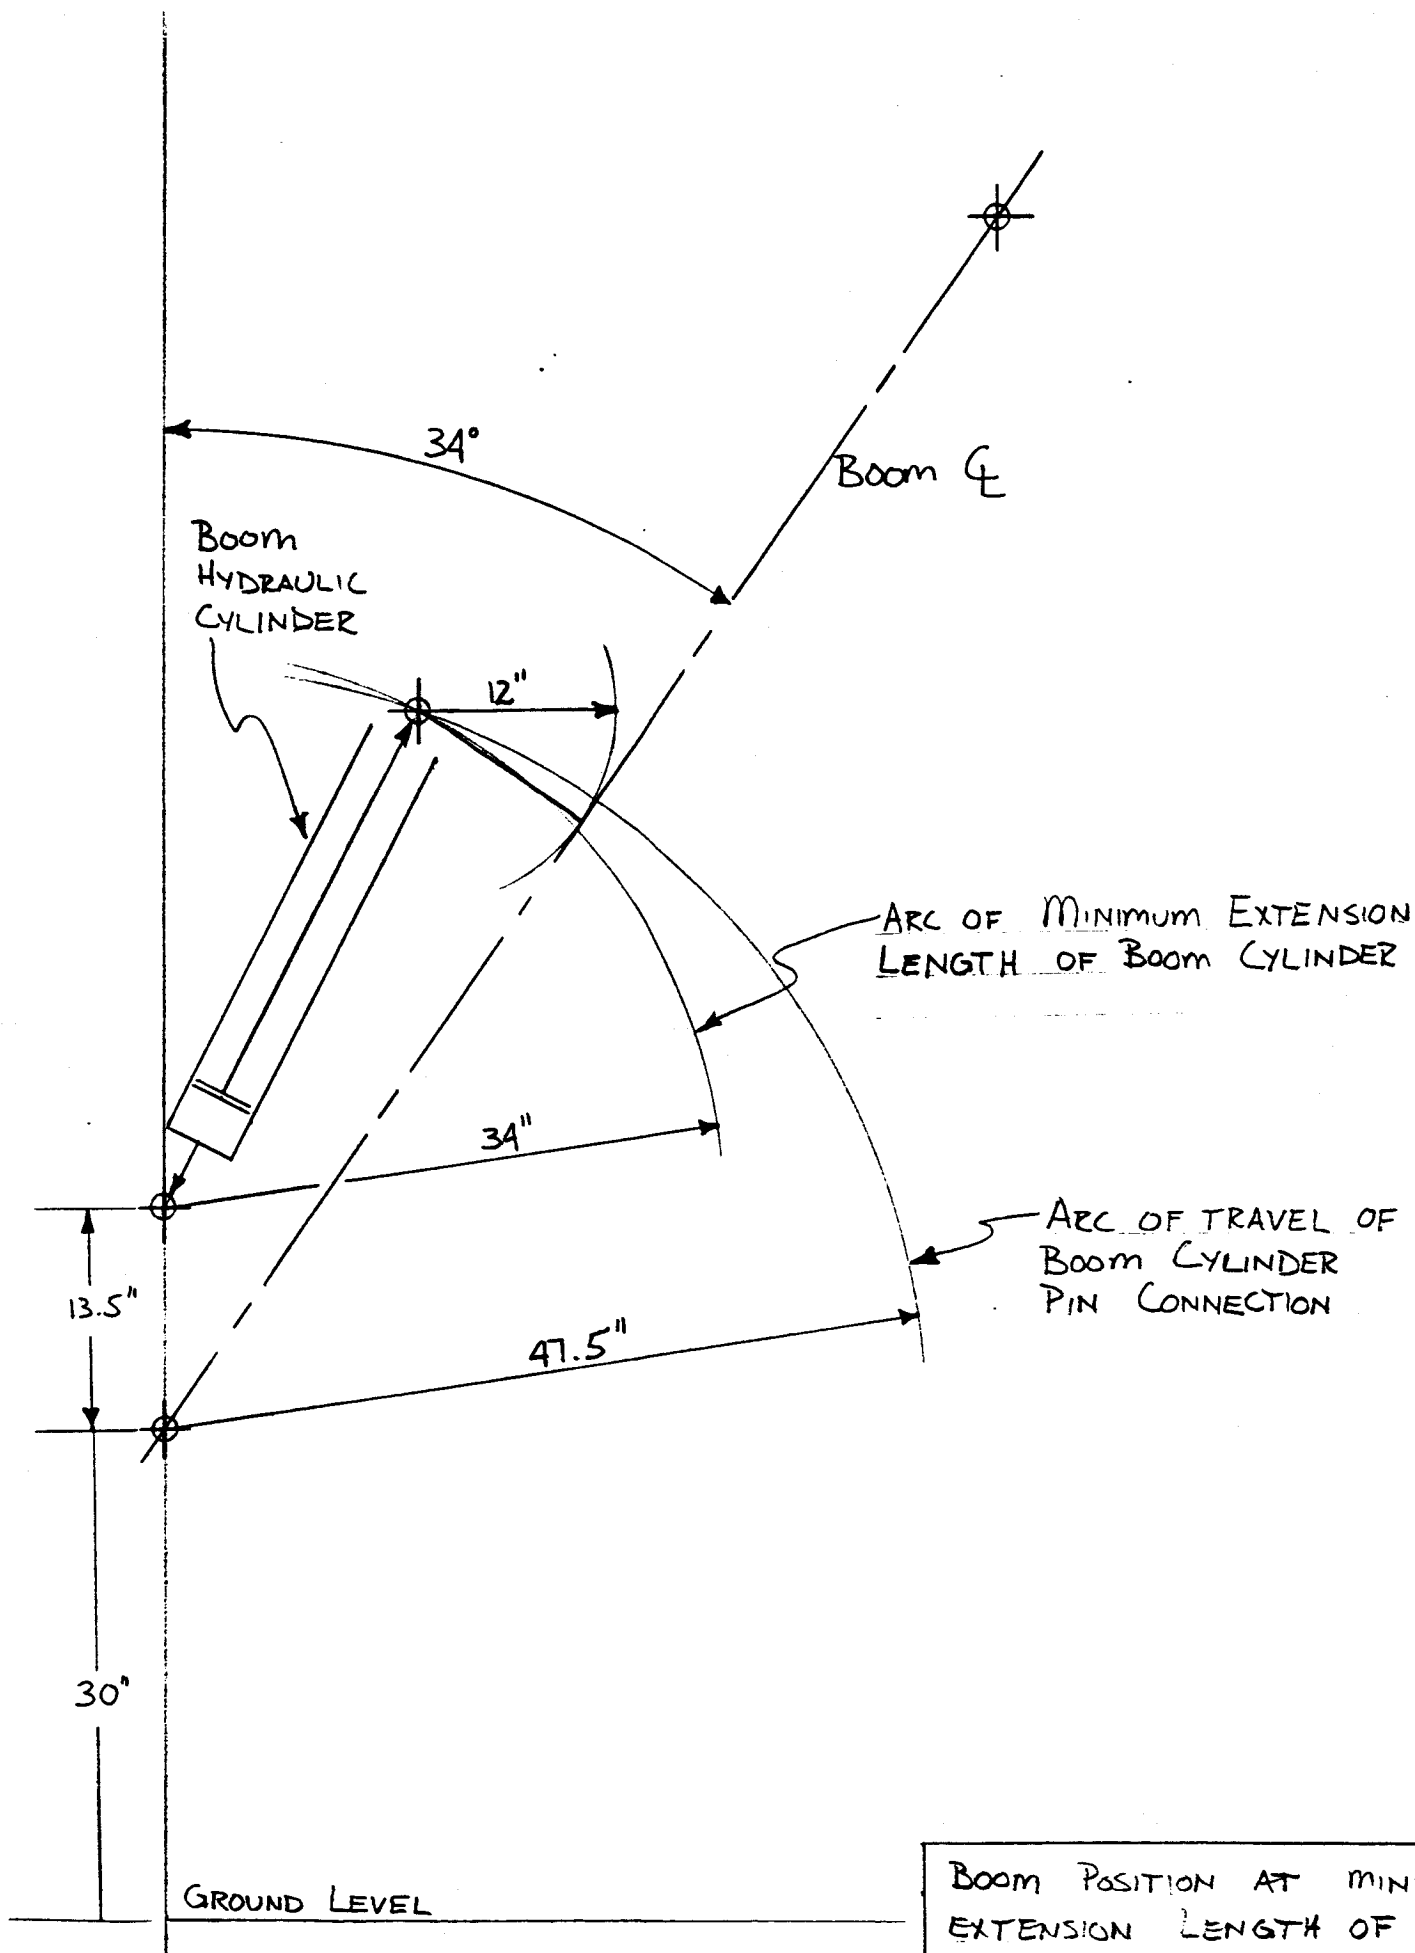 34°
Boom ℄
Boom
HYDRAULIC
CYLINDER
12"
ARC OF MINIMUM EXTENSION
LENGTH OF BOOM CYLINDER
34"
ARC OF TRAVEL OF
BOOM CYLINDER
PIN CONNECTION
13.5"
47.5"
30"
GROUND LEVEL
BOOM POSITION AT MIN
EXTENSION LENGTH OF